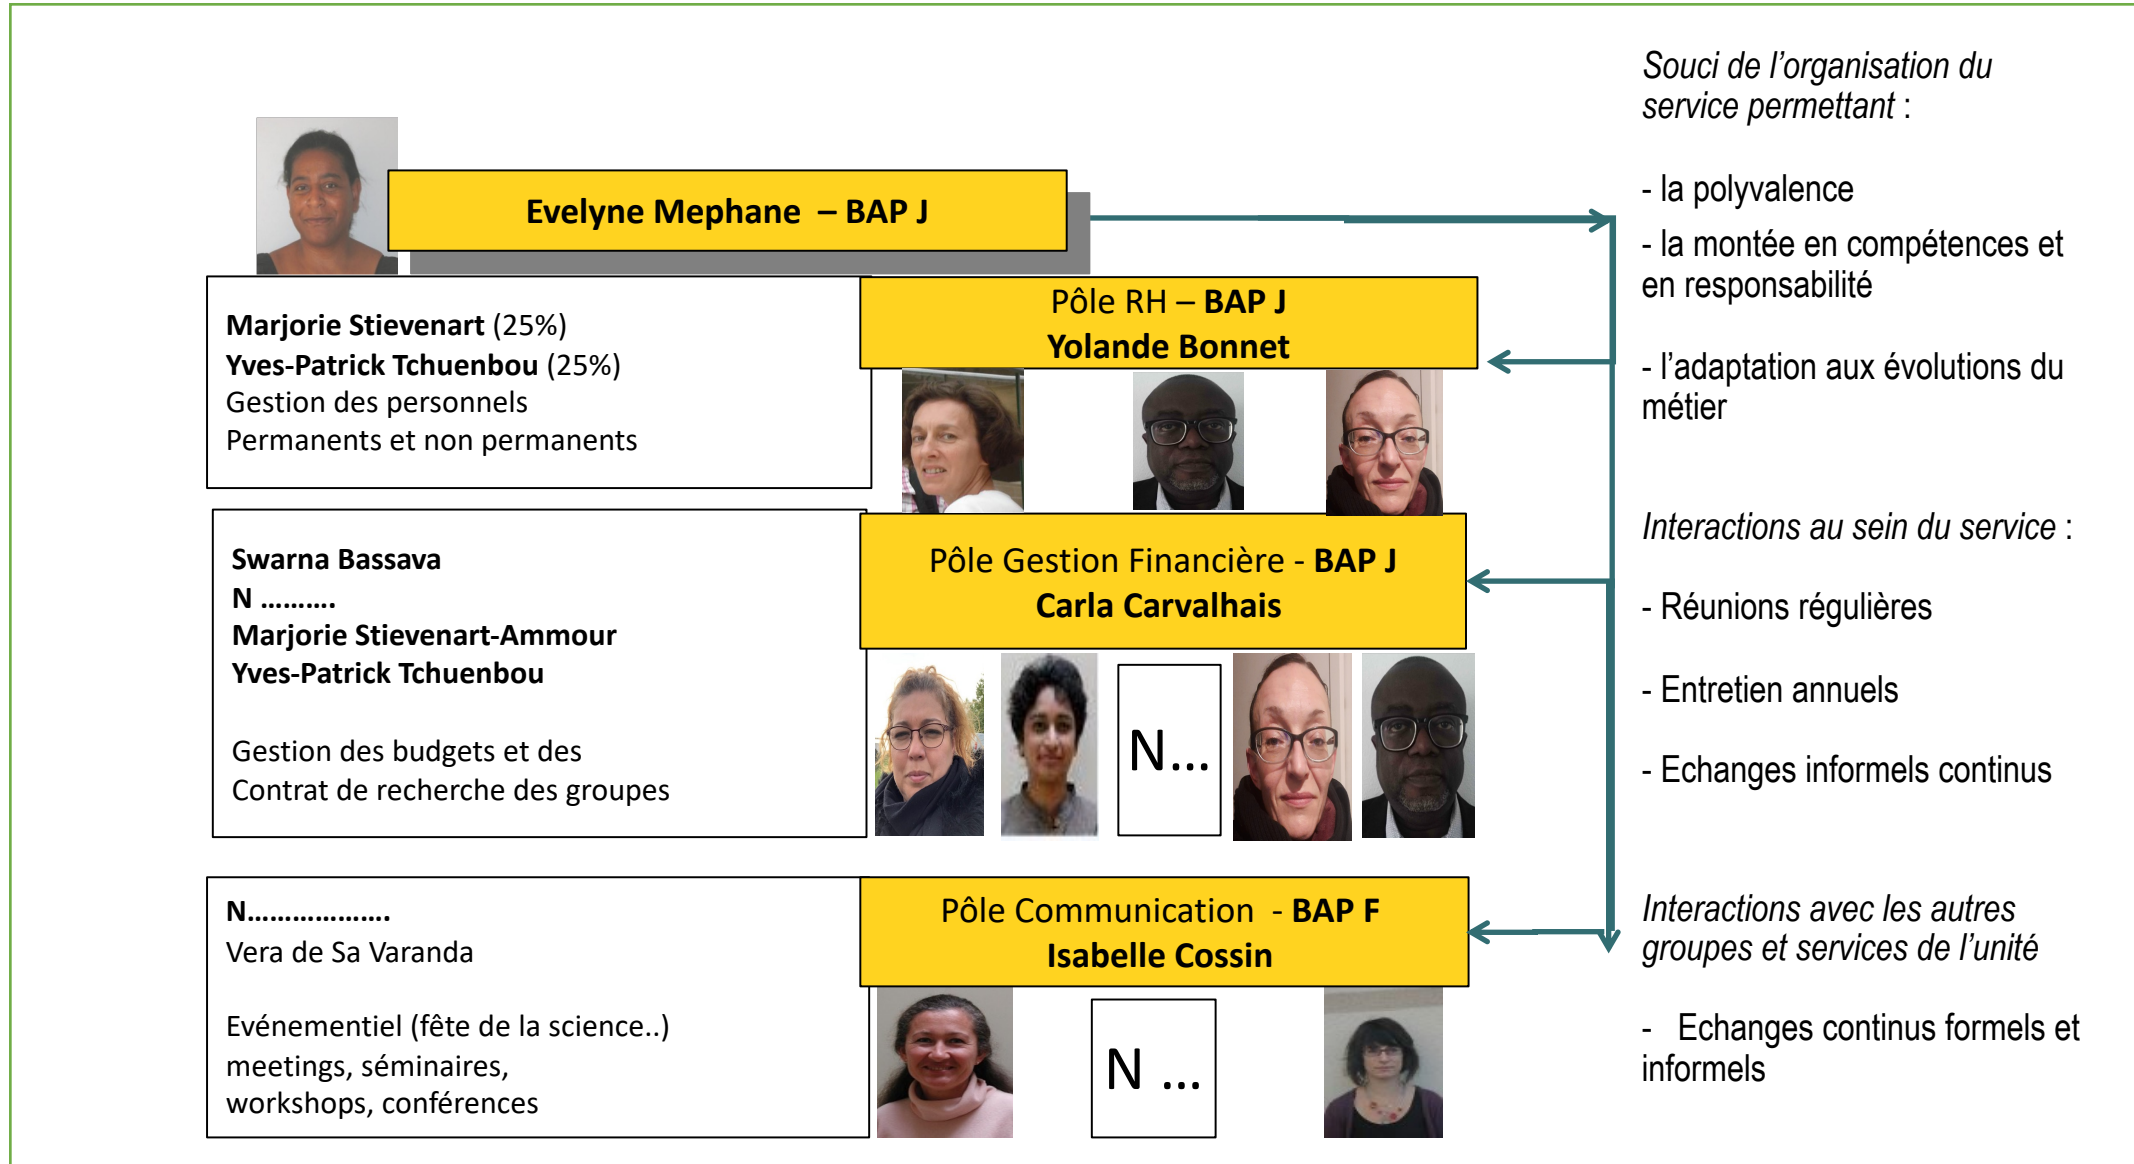 Evelyne Mephane – BAP J
Marjorie Stievenart (25%)
Yves-Patrick Tchuenbou (25%)
Gestion des personnels
Permanents et non permanents
Pôle RH – BAP J
Yolande Bonnet
Swarna Bassava
N ……….
Marjorie Stievenart-Ammour
Yves-Patrick Tchuenbou
Gestion des budgets et des
Contrat de recherche des groupes
Pôle Gestion Financière - BAP J
Carla Carvalhais
N...
N……………….
Vera de Sa Varanda
Evénementiel (fête de la science..)
meetings, séminaires,
workshops, conférences
Pôle Communication - BAP F
Isabelle Cossin
N ...
Souci de l’organisation du
service permettant :
- la polyvalence
- la montée en compétences et
en responsabilité
- l’adaptation aux évolutions du
métier
Interactions au sein du service :
- Réunions régulières
- Entretien annuels
- Echanges informels continus
Interactions avec les autres
groupes et services de l’unité
- Echanges continus formels et
informels